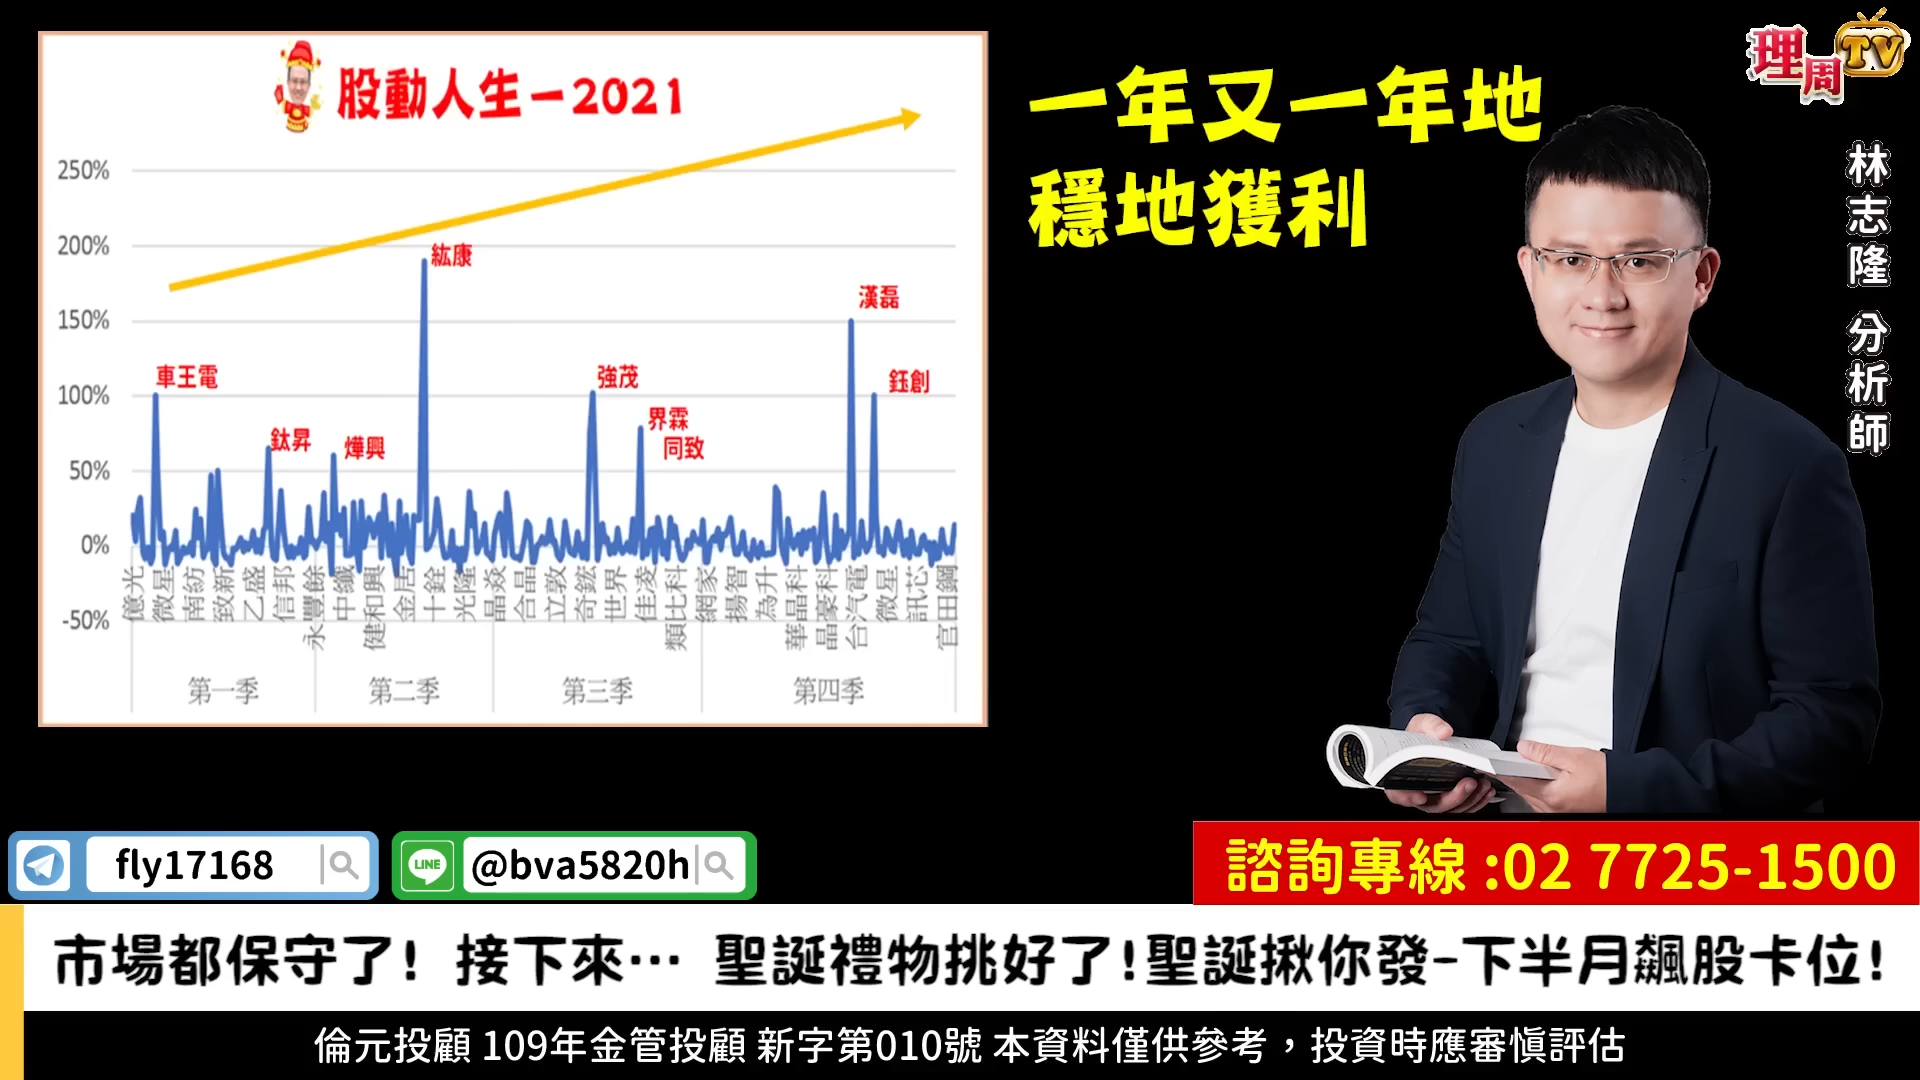 股動人生－2021
250%
200%
150%
100%
50%
0%
-50%
車王電
鈦昇
燁興
紘康
強茂
界霖
同致
漢磊
鈺創
億光
微星
南紡
致新
乙盛
信邦
永豐餘
中纖
健和興
金居
十銓
光隆
晶焱
合晶
立敦
奇鋐
世界
佳凌
類比科
網家
揚智
為升
華晶科
晶豪科
台汽電
微星
訊芯
官田鋼
第一季
第二季
第三季
第四季
一年又一年地
穩地獲利
理周TV
林志隆 分析師
fly17168
LINE
@bva5820h
諮詢專線 :02 7725-1500
市場都保守了! 接下來… 聖誕禮物挑好了!聖誕揪你發-下半月飆股卡位!
倫元投顧 109年金管投顧 新字第010號 本資料僅供參考，投資時應審慎評估